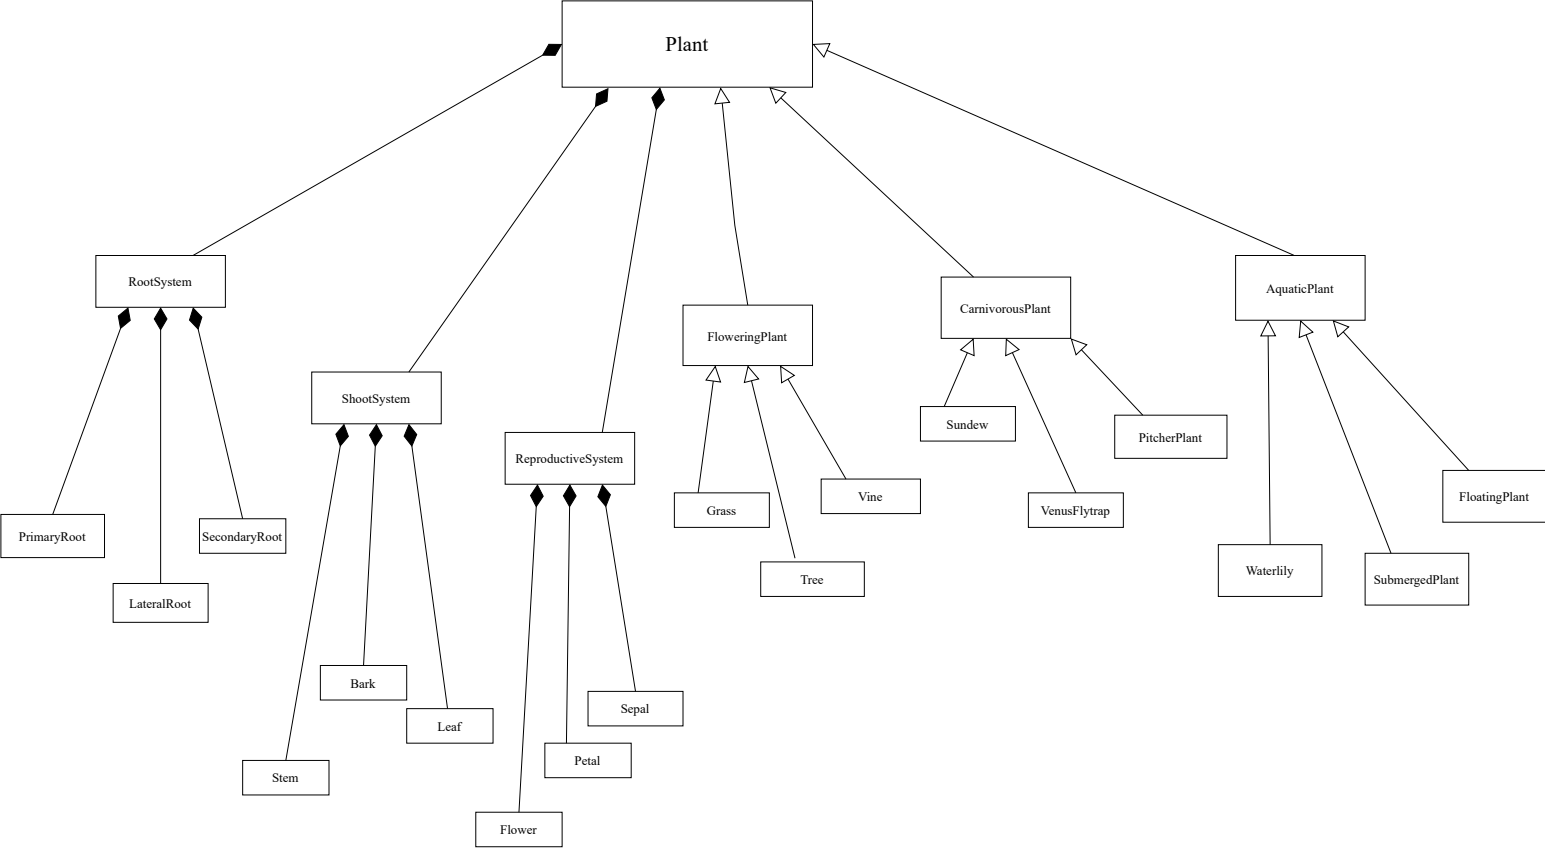 Plant
RootSystem
AquaticPlant
CarnivorousPlant
FloweringPlant
ShootSystem
Sundew
PitcherPlant
ReproductiveSystem
FloatingPlant
Grass
Vine
VenusFlytrap
PrimaryRoot
SecondaryRoot
Waterlily
Tree
SubmergedPlant
LateralRoot
Bark
Sepal
Leaf
Petal
Stem
Flower